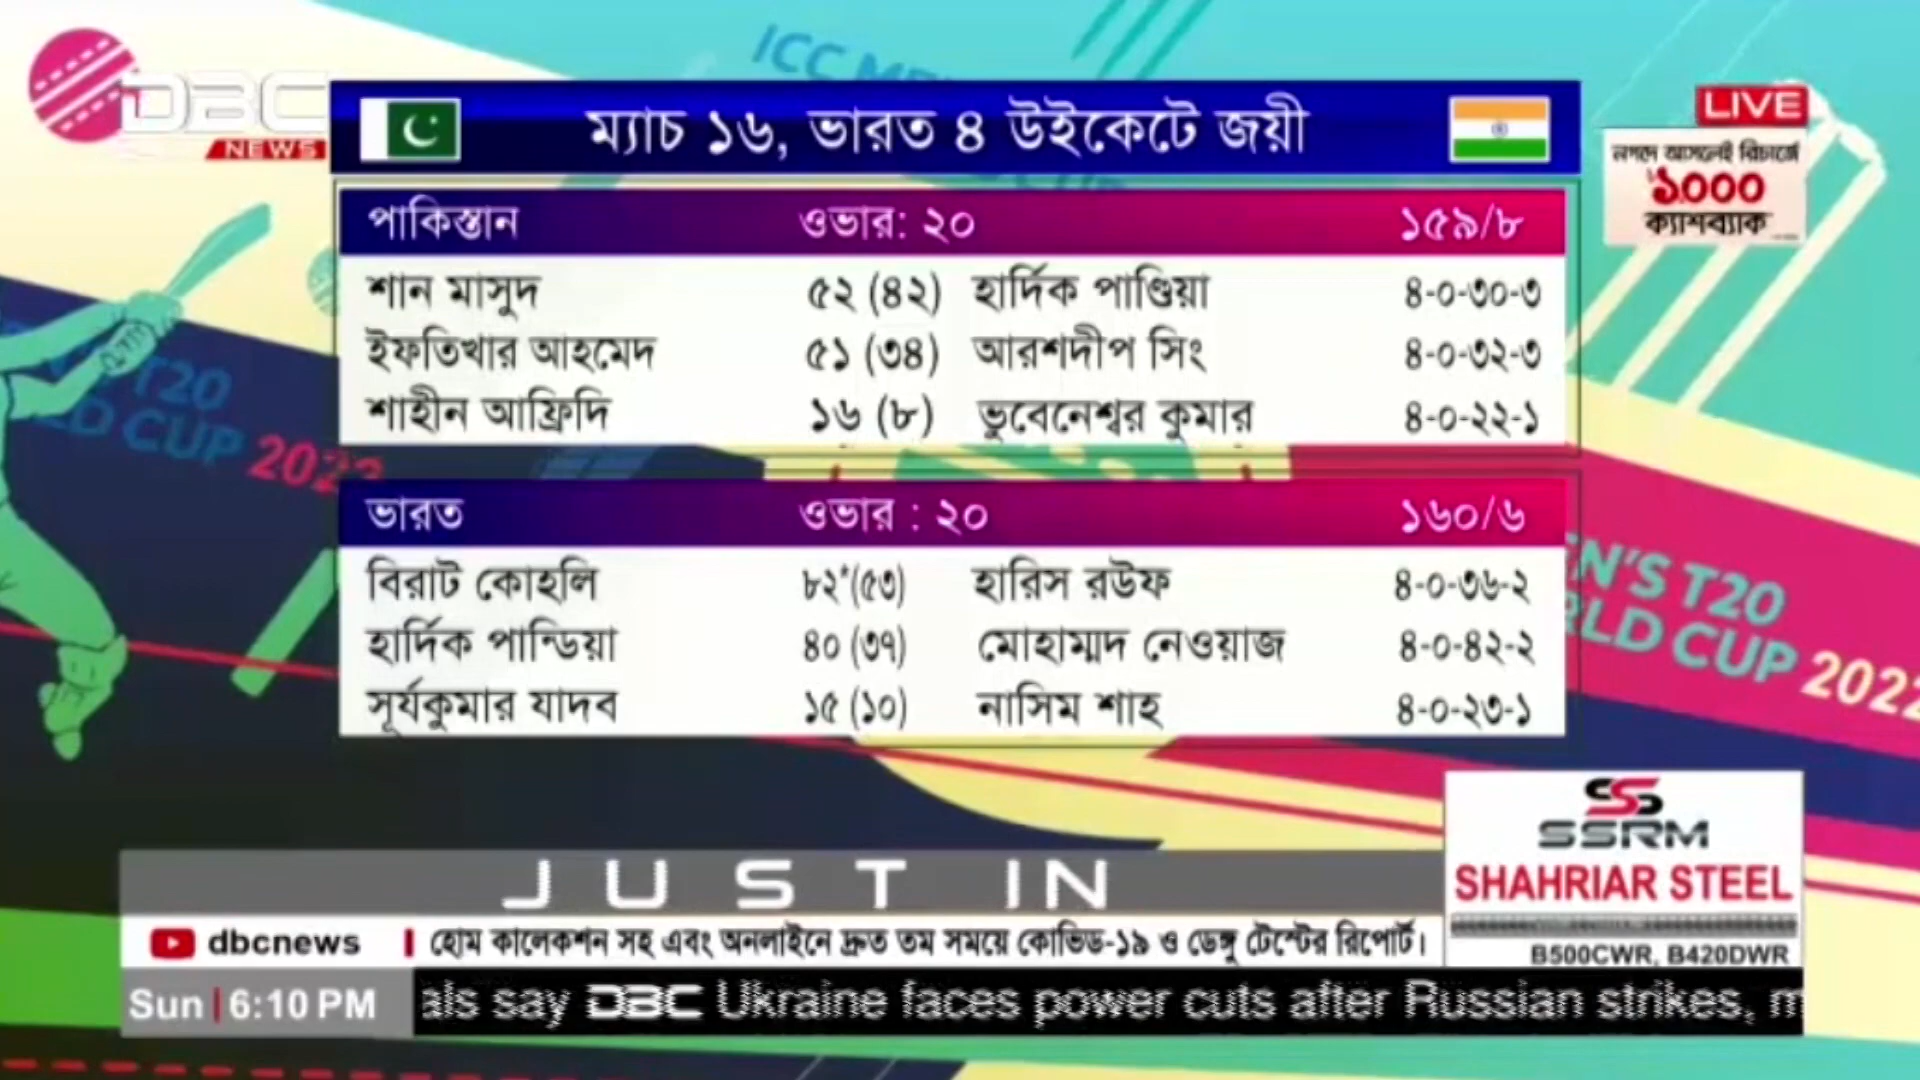 ICC ME
DBC
NEWS
ম্যাচ ১৬, ভারত ৪ উইকেটে জয়ী
LIVE
নগদে আসলেই রিচার্জে
৳১০০০
ক্যাশব্যাক
পাকিস্তান ওভার: ২০ ১৫৯/৮
শান মাসুদ ৫২ (৪২) হার্দিক পাণ্ডিয়া ৪-০-৩০-৩
ইফতিখার আহমেদ ৫১ (৩৪) আরশদীপ সিং ৪-০-৩২-৩
শাহীন আফ্রিদি ১৬ (৮) ভুবেনেশ্বর কুমার ৪-০-২২-১
T20
LD CUP 2022
ভারত ওভার : ২০ ১৬০/৬
বিরাট কোহলি ৮২*(৫৩) হারিস রউফ ৪-০-৩৬-২
হার্দিক পান্ডিয়া ৪০ (৩৭) মোহাম্মদ নেওয়াজ ৪-০-৪২-২
সূর্যকুমার যাদব ১৫ (১০) নাসিম শাহ ৪-০-২৩-১
EN'S T20
RLD CUP 2022
SSRM
SHAHRIAR STEEL
B500CWR, B420DWR
JUST IN
dbcnews | হোম কালেকশন সহ এবং অনলাইনে দ্রুত তম সময়ে কোভিড-১৯ ও ডেঙ্গু টেস্টের রিপোর্ট।
Sun | 6:10 PM als say DBC Ukraine faces power cuts after Russian strikes, m